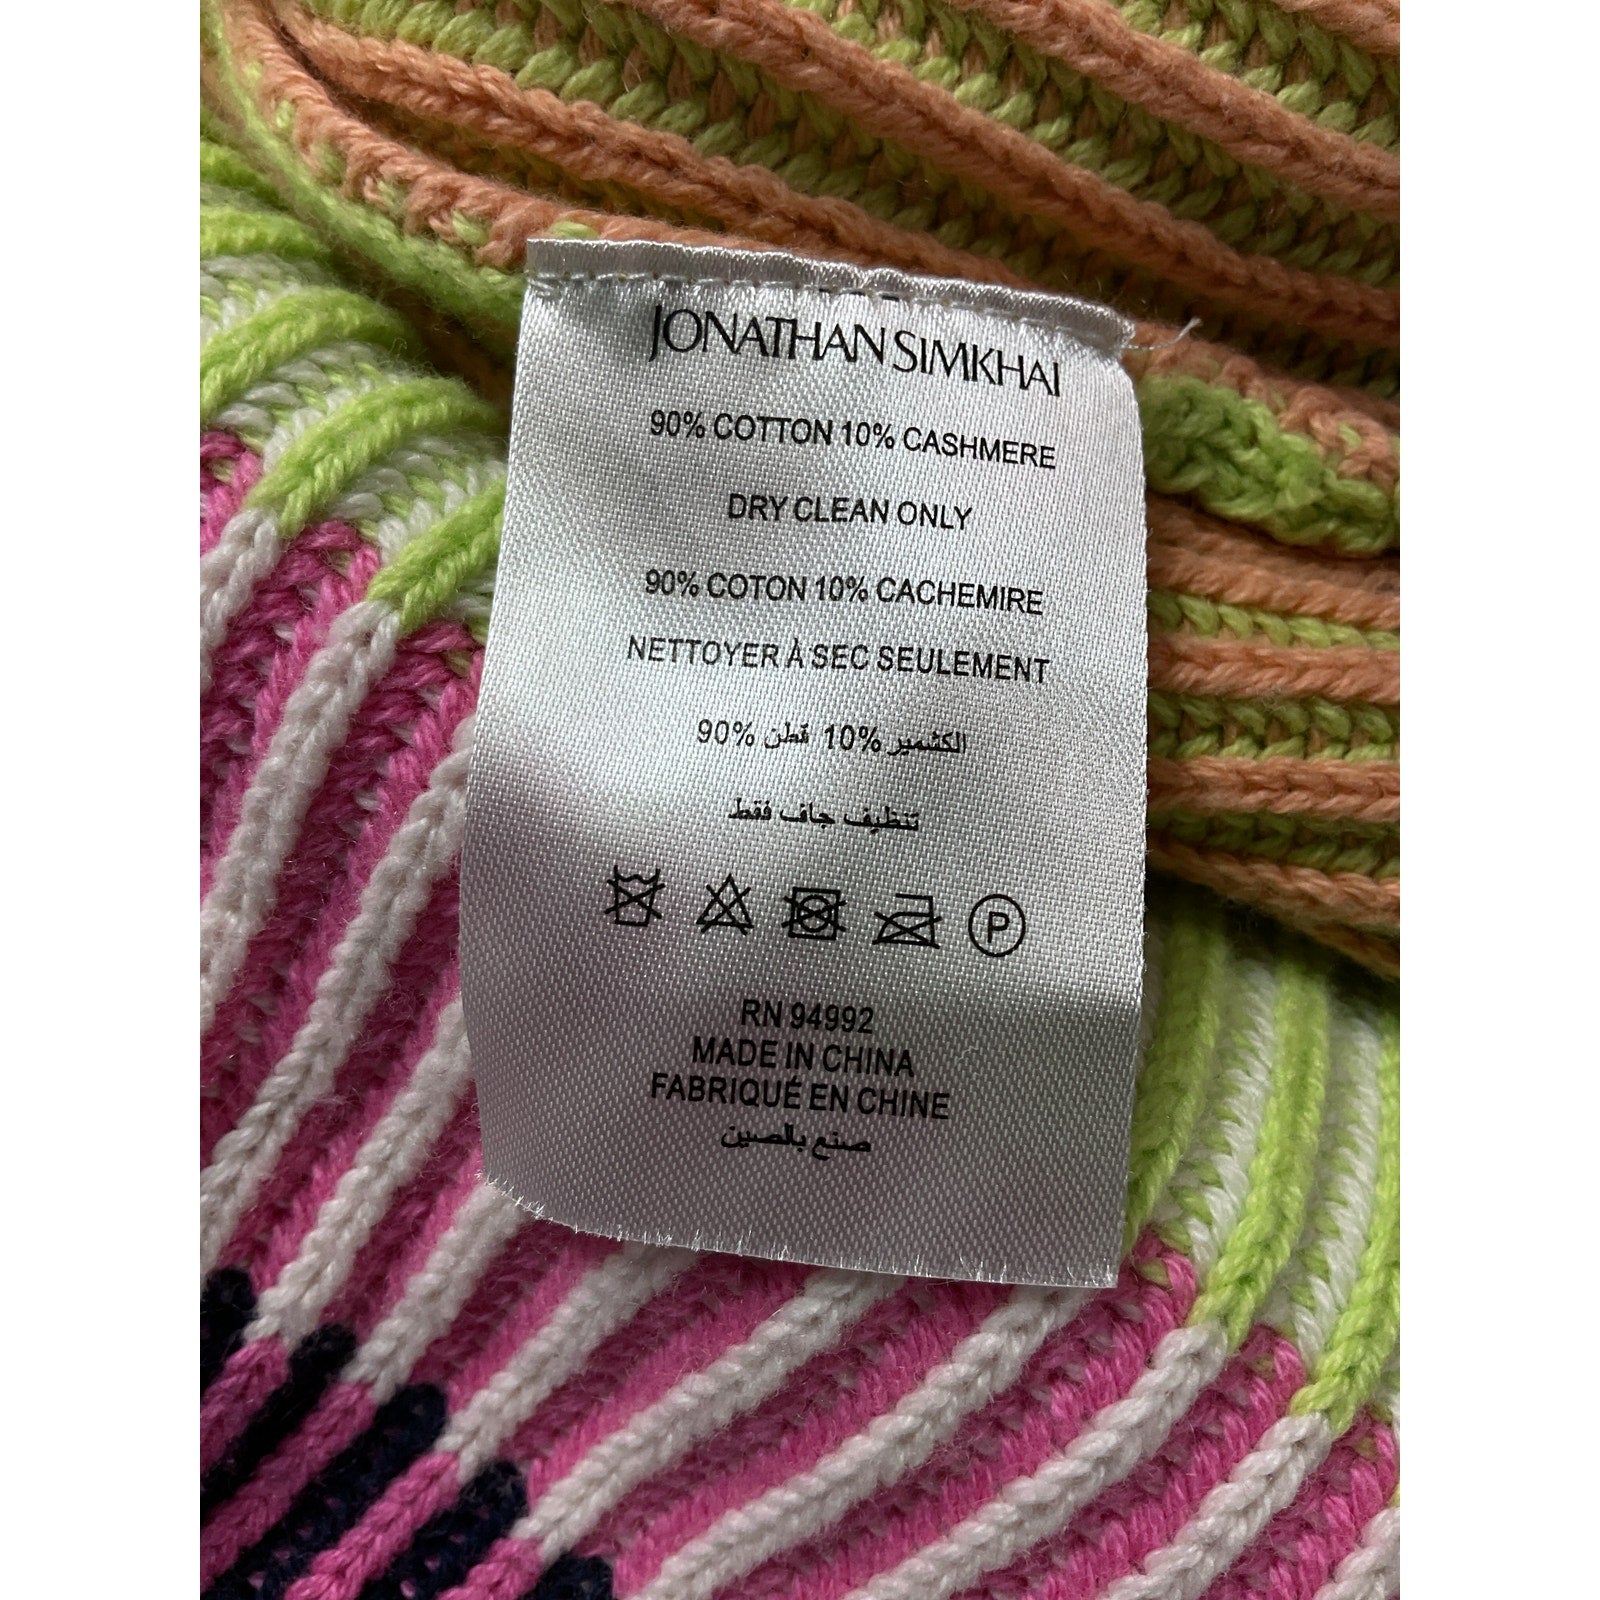 JONATHAN SIMKHAI
90% COTTON 10% CASHMERE
DRY CLEAN ONLY
90% COTON 10% CACHEMIRE
NETTOYER À SEC SEULEMENT
90% قطن 10% الكشمير
تنظيف جاف فقط
P
RN 94992
MADE IN CHINA
FABRIQUÉ EN CHINE
صنع بالصين